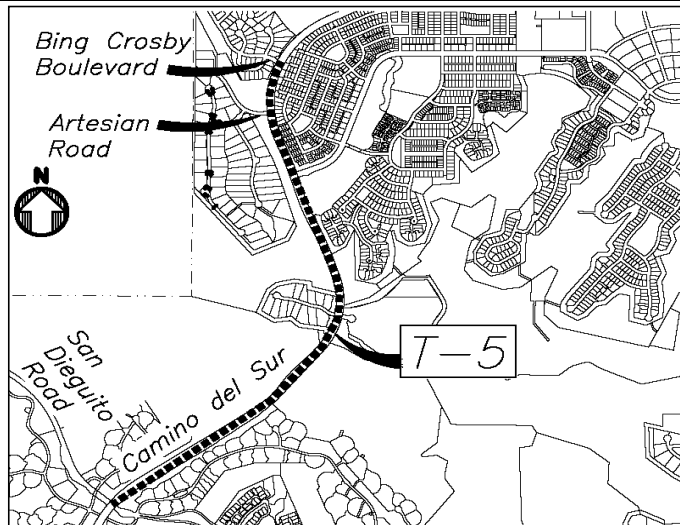 Bing Crosby
Boulevard
Artesian
Road
N
San
Dieguito
Road
Camino del Sur
T-5